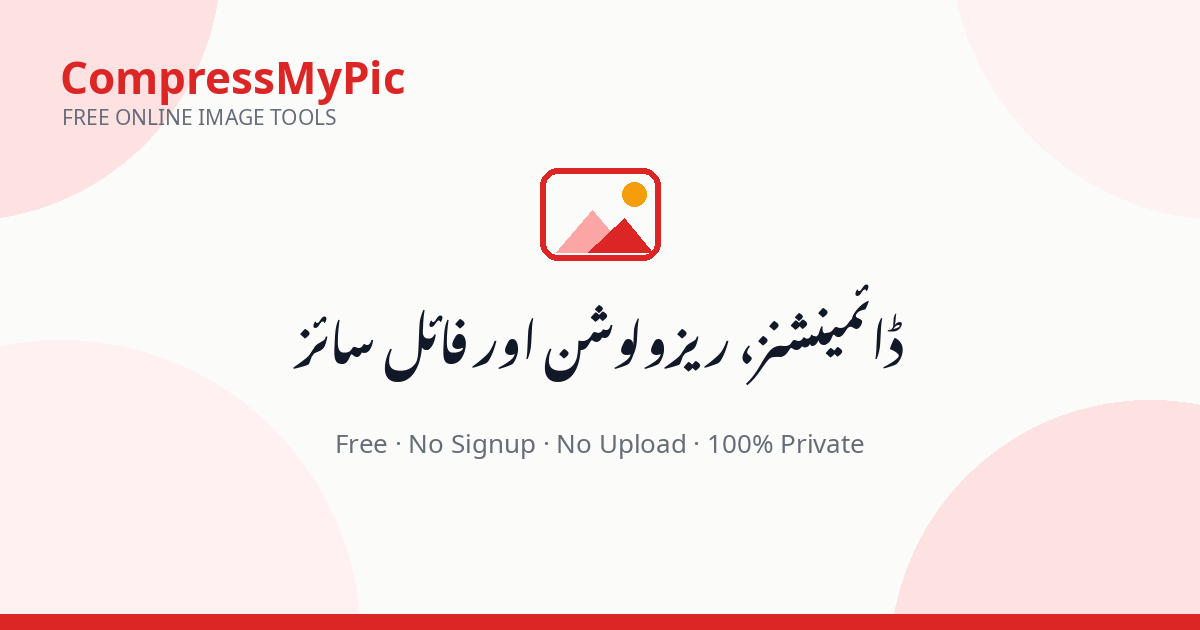 CompressMyPic
FREE ONLINE IMAGE TOOLS
ڈائمینشنز، ریزولوشن اور فائل سائز
Free · No Signup · No Upload · 100% Private